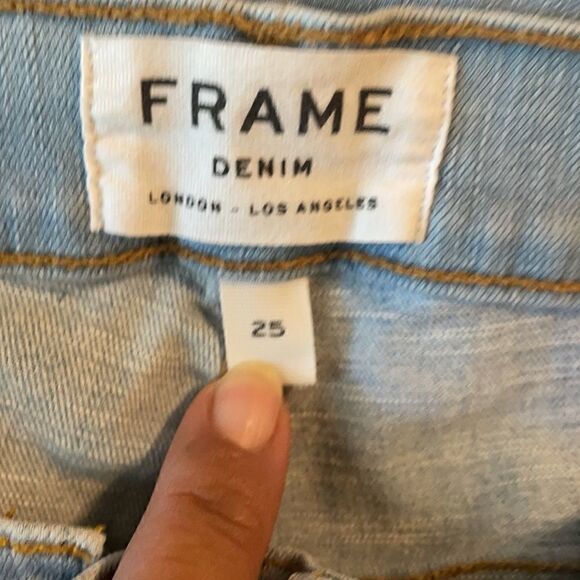 FRAME
DENIM
LONDON - LOS ANGELES
25